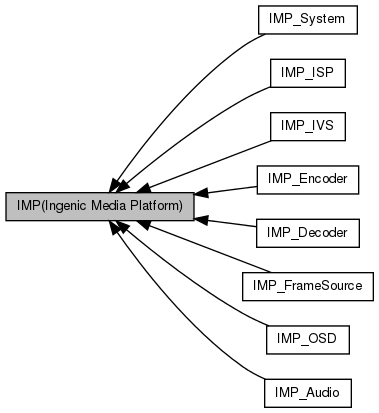 IMP_System
IMP_ISP
IMP_IVS
IMP_Encoder
IMP(Ingenic Media Platform)
IMP_Decoder
IMP_FrameSource
IMP_OSD
IMP_Audio